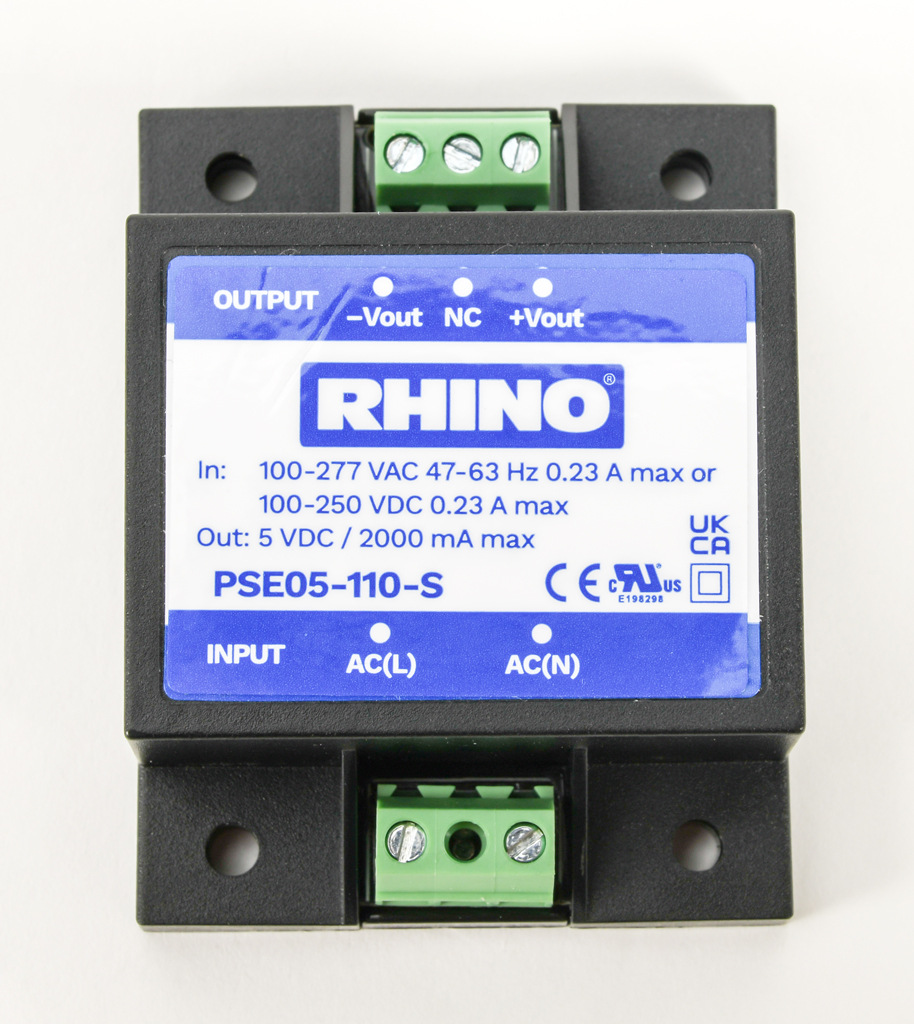 OUTPUT
–Vout NC +Vout
RHINO®
In: 100-277 VAC 47-63 Hz 0.23 A max or
100-250 VDC 0.23 A max
Out: 5 VDC / 2000 mA max
UK
CA
PSE05-110-S
CE c RU US
E198298
INPUT
AC(L) AC(N)